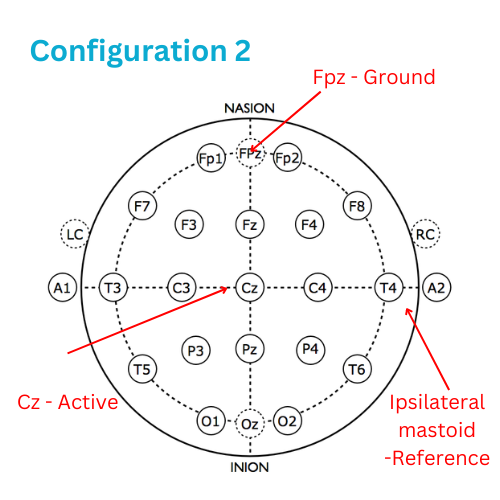 Configuration 2
Fpz - Ground
NASION
Fp1 FPz Fp2
F7 F8
F3 Fz F4
LC RC
A1 T3 C3 Cz C4 T4 A2
P3 Pz P4
T5 T6
Cz - Active
Ipsilateral
mastoid
-Reference
O1 Oz O2
INION